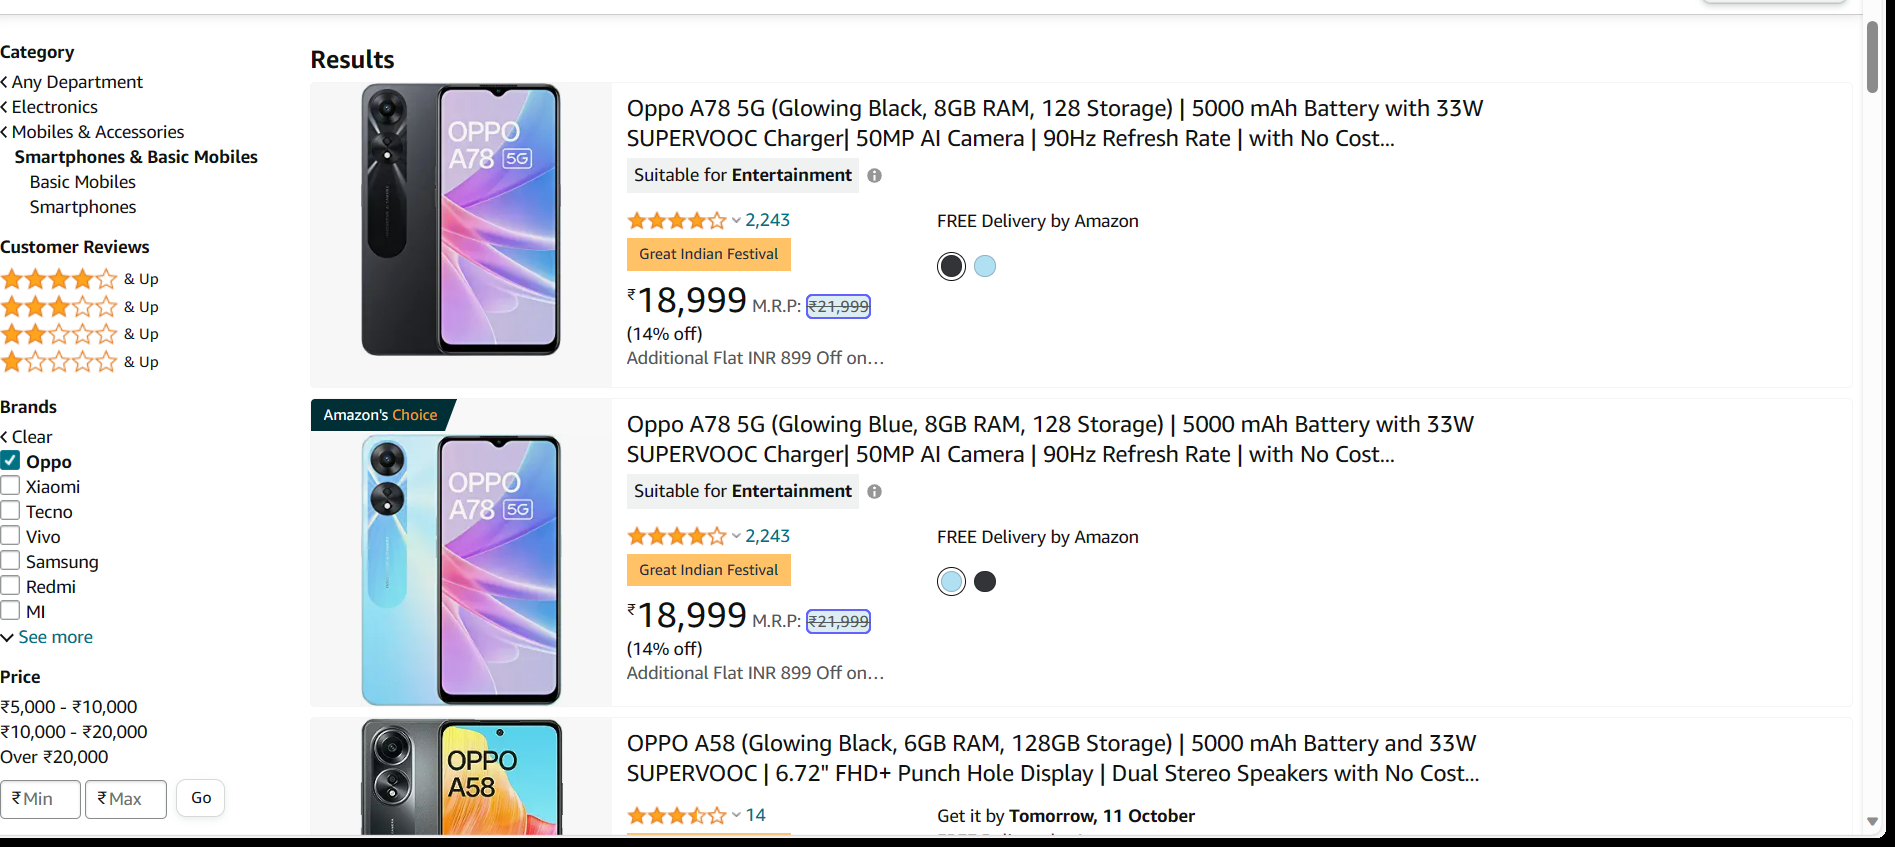 Category
Any Department
Electronics
Mobiles & Accessories
Smartphones & Basic Mobiles
Basic Mobiles
Smartphones
Customer Reviews
& Up
& Up
& Up
& Up
Brands
Clear
Oppo
Xiaomi
Tecno
Vivo
Samsung
Redmi
MI
See more
Price
₹5,000 - ₹10,000
₹10,000 - ₹20,000
Over ₹20,000
₹ Min
₹ Max
Go
Results
OPPO
A78 5G
Oppo A78 5G (Glowing Black, 8GB RAM, 128 Storage) | 5000 mAh Battery with 33W
SUPERVOOC Charger| 50MP AI Camera | 90Hz Refresh Rate | with No Cost...
Suitable for Entertainment
2,243
FREE Delivery by Amazon
Great Indian Festival
₹18,999 M.R.P: ₹21,999
(14% off)
Additional Flat INR 899 Off on…
Amazon's Choice
OPPO
A78 5G
Oppo A78 5G (Glowing Blue, 8GB RAM, 128 Storage) | 5000 mAh Battery with 33W
SUPERVOOC Charger| 50MP AI Camera | 90Hz Refresh Rate | with No Cost...
Suitable for Entertainment
2,243
FREE Delivery by Amazon
Great Indian Festival
₹18,999 M.R.P: ₹21,999
(14% off)
Additional Flat INR 899 Off on…
OPPO
A58
OPPO A58 (Glowing Black, 6GB RAM, 128GB Storage) | 5000 mAh Battery and 33W
SUPERVOOC | 6.72" FHD+ Punch Hole Display | Dual Stereo Speakers with No Cost...
14
Get it by Tomorrow, 11 October